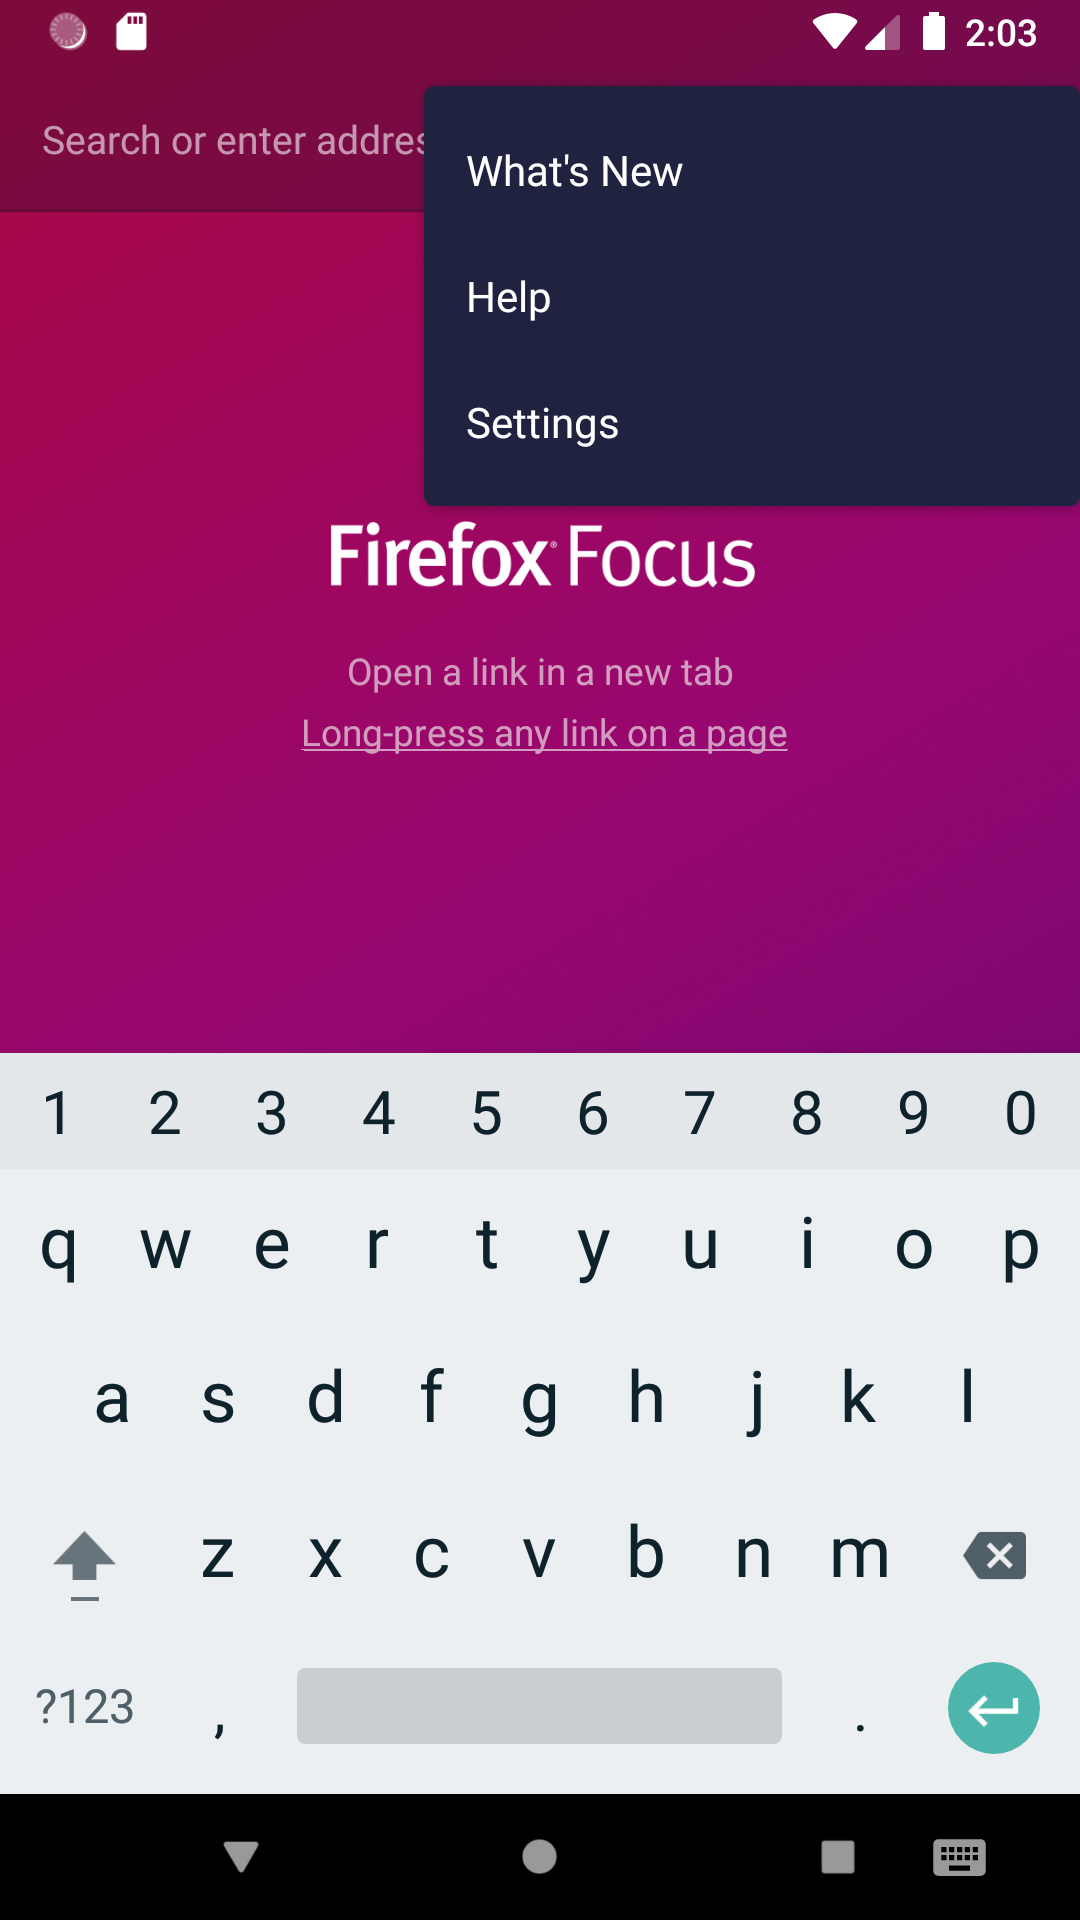 2:03
Search or enter addres
What's New
Help
Settings
Firefox Focus
Open a link in a new tab
Long-press any link on a page
1 2 3 4 5 6 7 8 9 0
q w e r t y u i o p
a s d f g h j k l
z x c v b n m
?123 , .